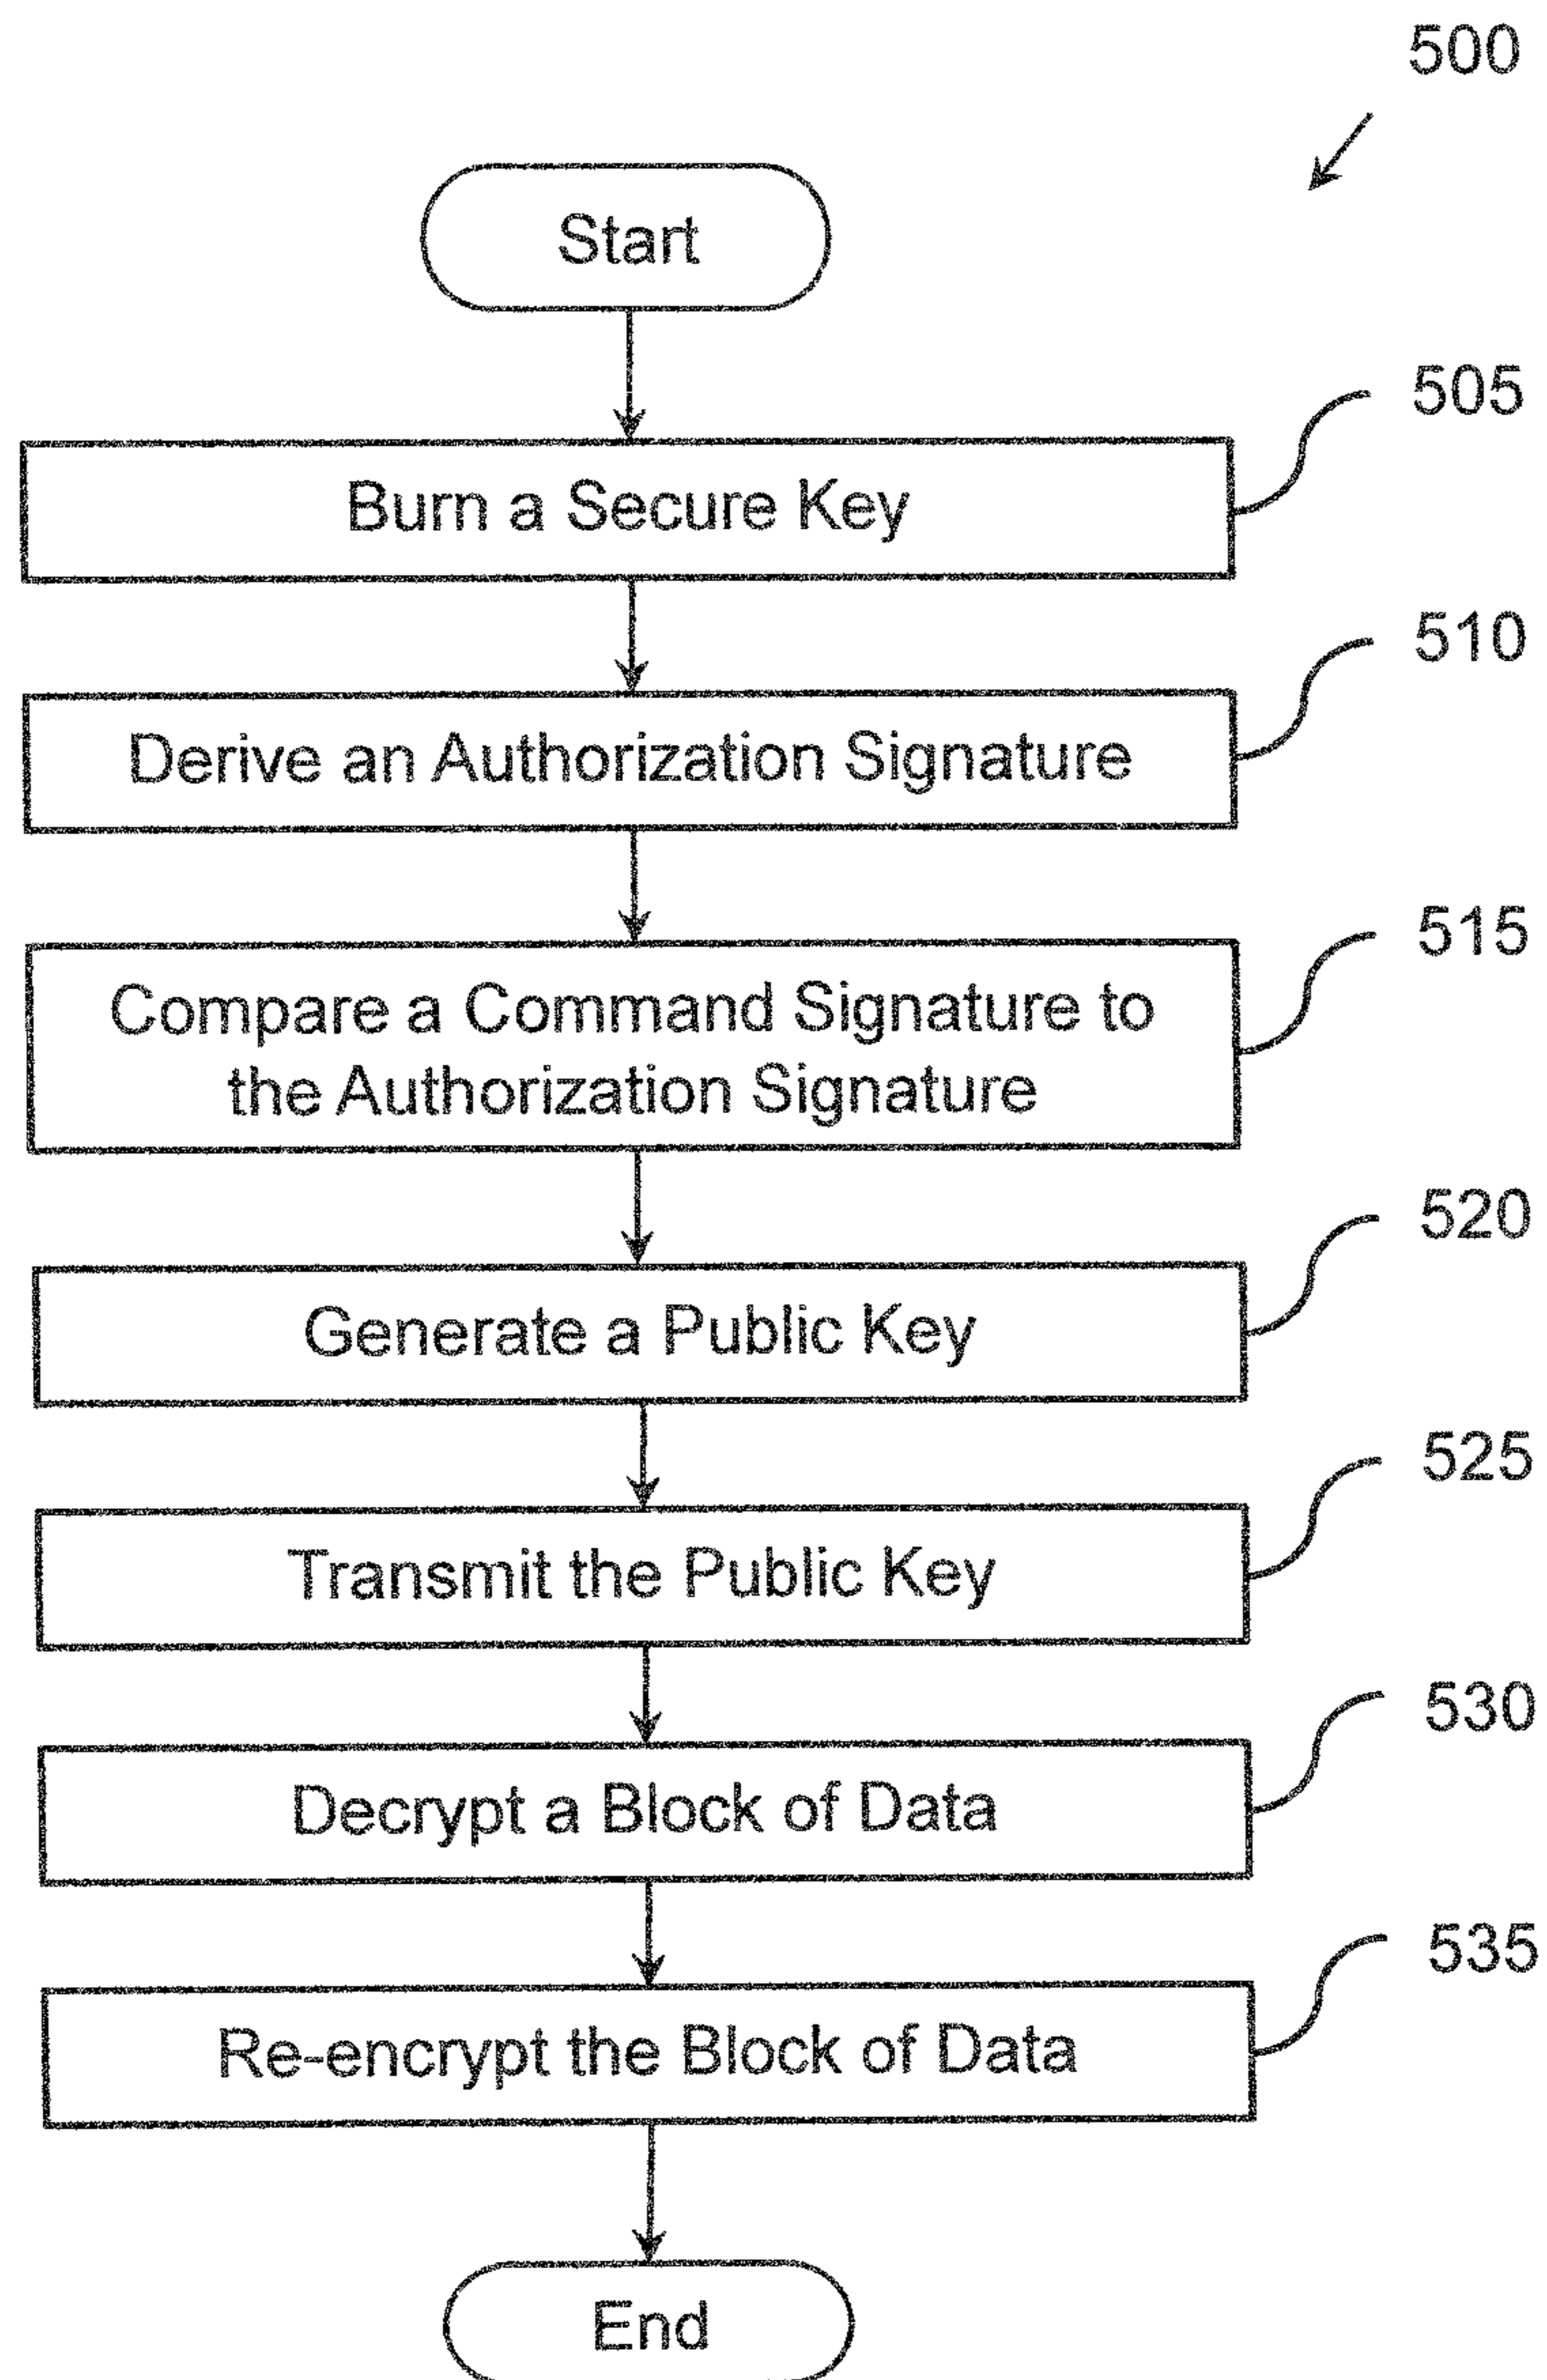 500
Start
505
Burn a Secure Key
510
Derive an Authorization Signature
515
Compare a Command Signature to
the Authorization Signature
520
Generate a Public Key
525
Transmit the Public Key
530
Decrypt a Block of Data
535
Re-encrypt the Block of Data
End